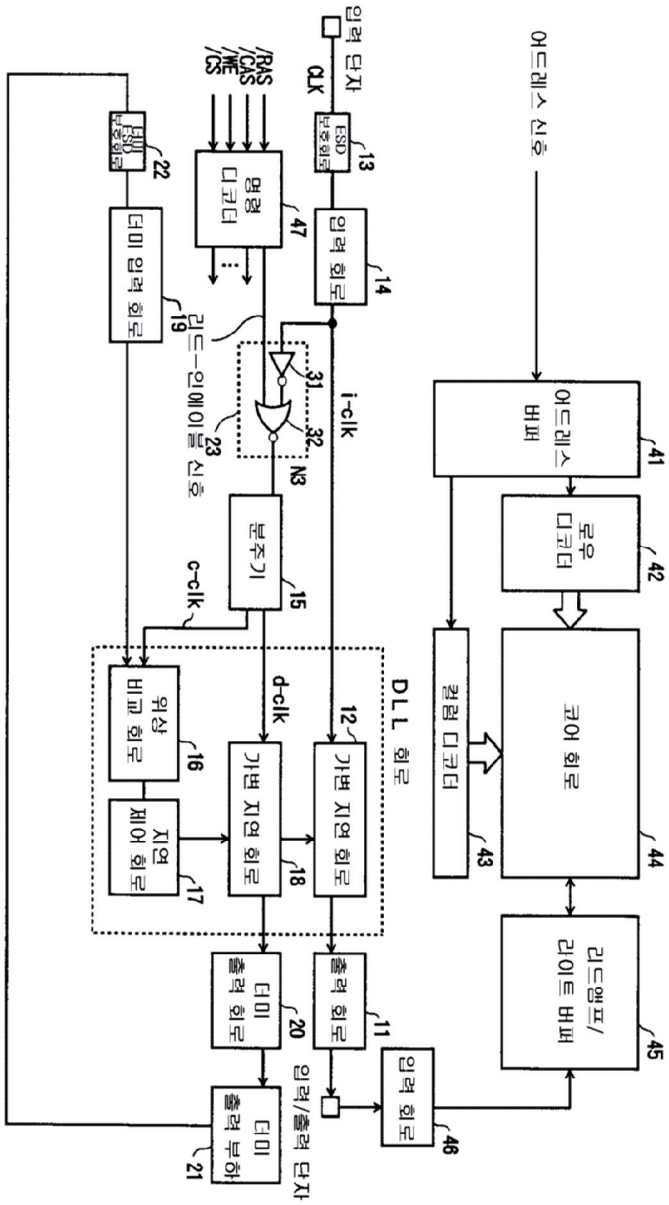 어드레스 신호
어드레스
버퍼
41
로우
디코더
42
코어 회로
44
컬럼 디코더
43
리드앰프/
라이트 버퍼
45
입력 회로
46
입력 단자
CLK
ESD
보호회로
13
입력 회로
14
i-clk
DLL 회로
가변 지연 회로
12
출력 회로
11
입력/출력 단자
/RAS
/CAS
/WE
/CS
명령
디코더
47
...
리드-인에이블 신호
31
32
23
N3
분주기
15
d-clk
c-clk
가변 지연 회로
18
더미
출력 회로
20
더미
출력 부하
21
더미
ESD
보호회로
22
더미 입력 회로
19
위상
비교 회로
16
지연
제어 회로
17